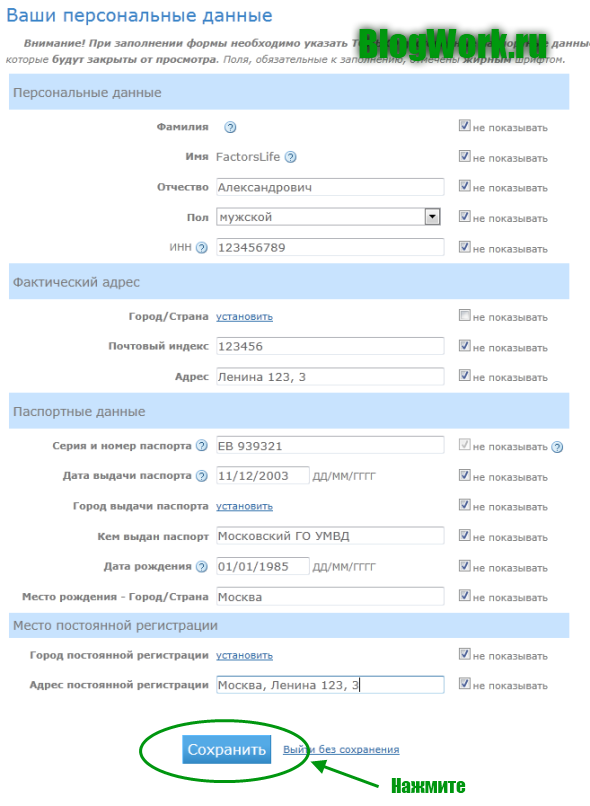 Ваши персональные данные
BlogWork.ru
Внимание! При заполнении формы необходимо указать данные
которые будут закрыты от просмотра. Поля, обязательные к заполнению, отмечены жирным шрифтом.
Персональные данные
Фамилия ? не показывать
Имя FactorsLife ? не показывать
Отчество Александрович не показывать
Пол мужской не показывать
ИНН ? 123456789 не показывать
Фактический адрес
Город/Страна установить не показывать
Почтовый индекс 123456 не показывать
Адрес Ленина 123, 3 не показывать
Паспортные данные
Серия и номер паспорта ? ЕВ 939321 не показывать ?
Дата выдачи паспорта ? 11/12/2003 ДД/ММ/ГГГГ не показывать
Город выдачи паспорта установить не показывать
Кем выдан паспорт Московский ГО УМВД не показывать
Дата рождения ? 01/01/1985 ДД/ММ/ГГГГ не показывать
Место рождения - Город/Страна Москва не показывать
Место постоянной регистрации
Город постоянной регистрации установить не показывать
Адрес постоянной регистрации Москва, Ленина 123, 3 не показывать
Сохранить Выйти без сохранения
Нажмите